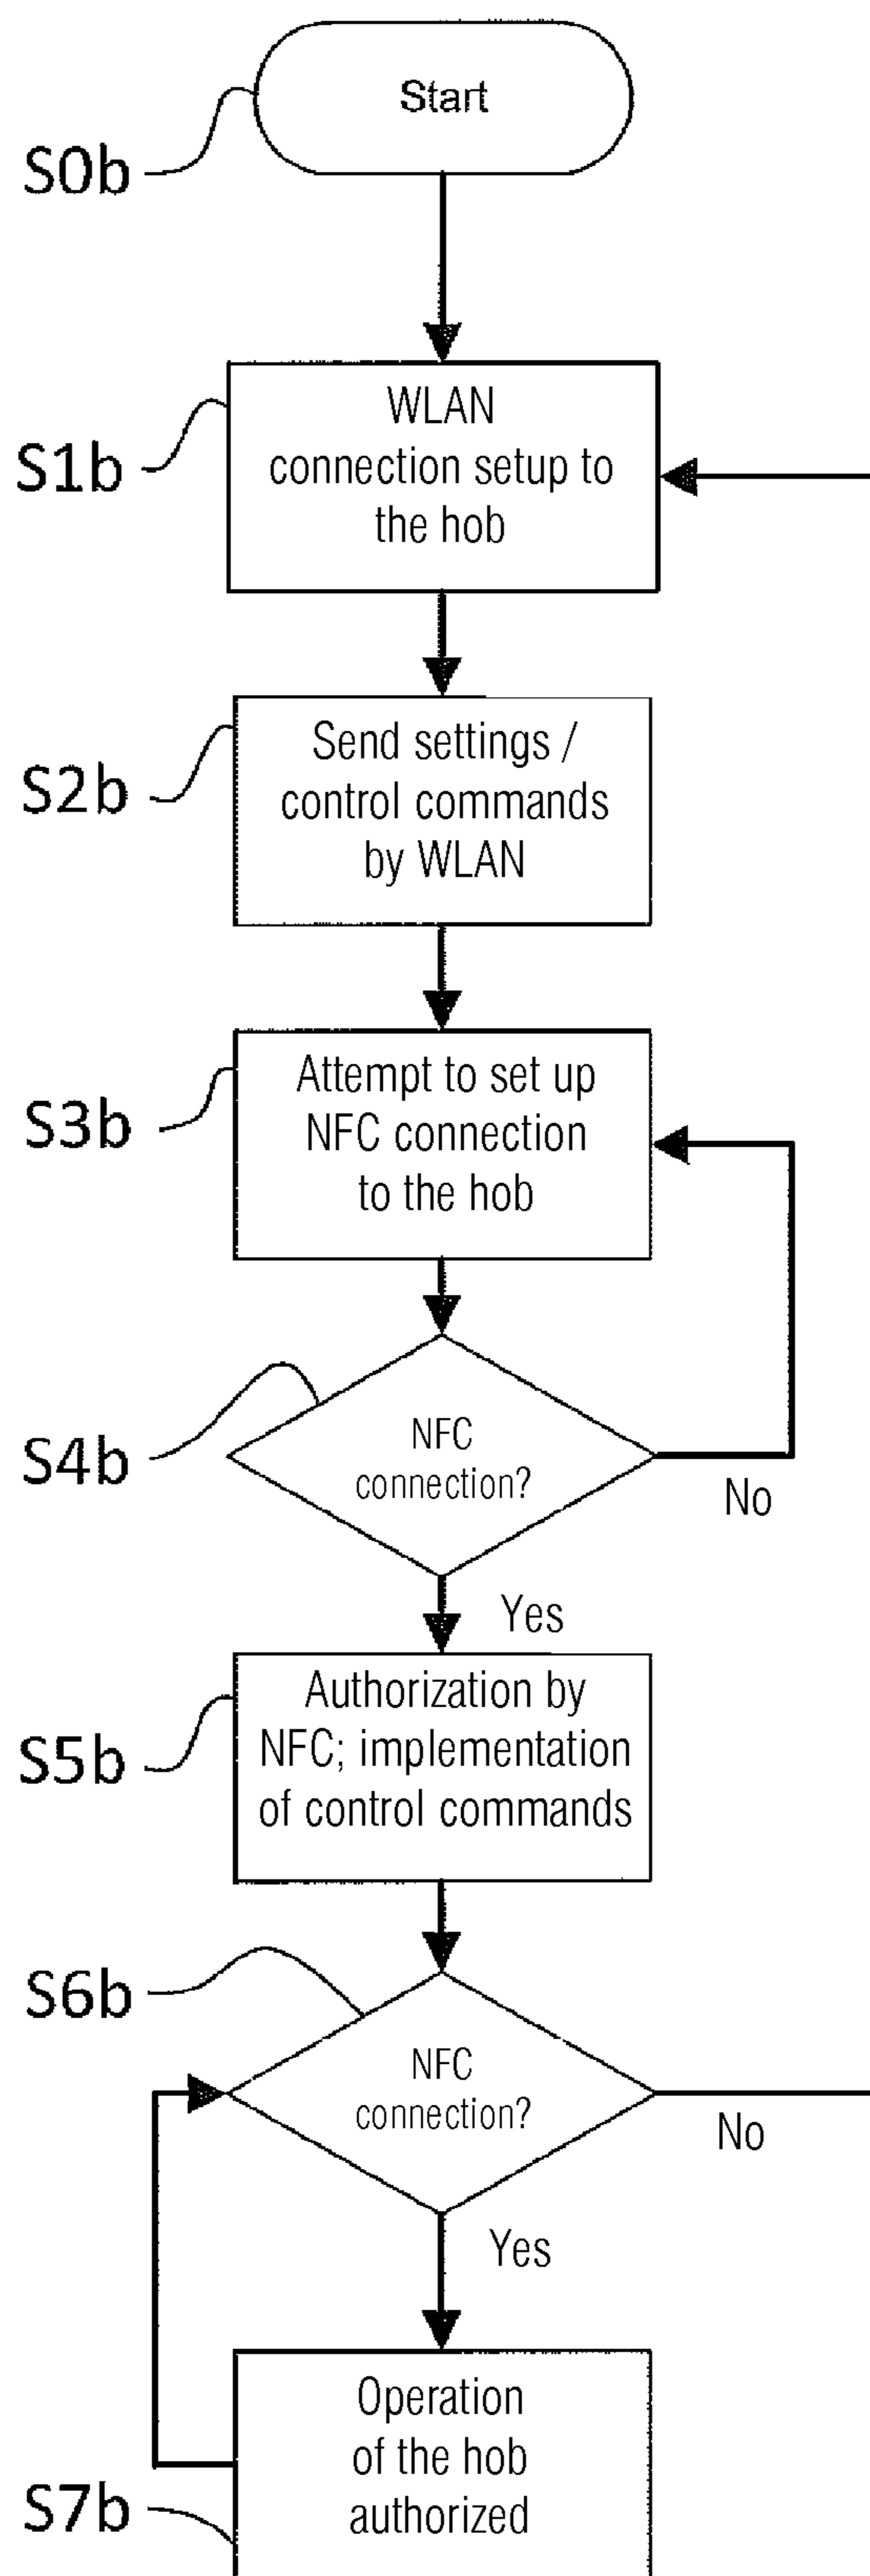 Start
S0b
WLAN
connection setup to
the hob
S1b
Send settings /
control commands
by WLAN
S2b
Attempt to set up
NFC connection
to the hob
S3b
NFC
connection?
S4b
No
Yes
Authorization by
NFC; implementation
of control commands
S5b
NFC
connection?
S6b
No
Yes
Operation
of the hob
authorized
S7b